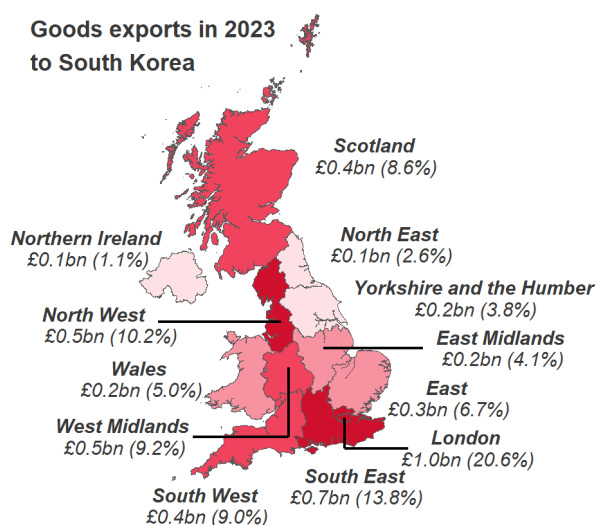 Goods exports in 2023
to South Korea
Scotland
£0.4bn (8.6%)
Northern Ireland
£0.1bn (1.1%)
North East
£0.1bn (2.6%)
Yorkshire and the Humber
£0.2bn (3.8%)
North West
£0.5bn (10.2%)
East Midlands
£0.2bn (4.1%)
Wales
£0.2bn (5.0%)
East
£0.3bn (6.7%)
West Midlands
£0.5bn (9.2%)
London
£1.0bn (20.6%)
South East
£0.7bn (13.8%)
South West
£0.4bn (9.0%)